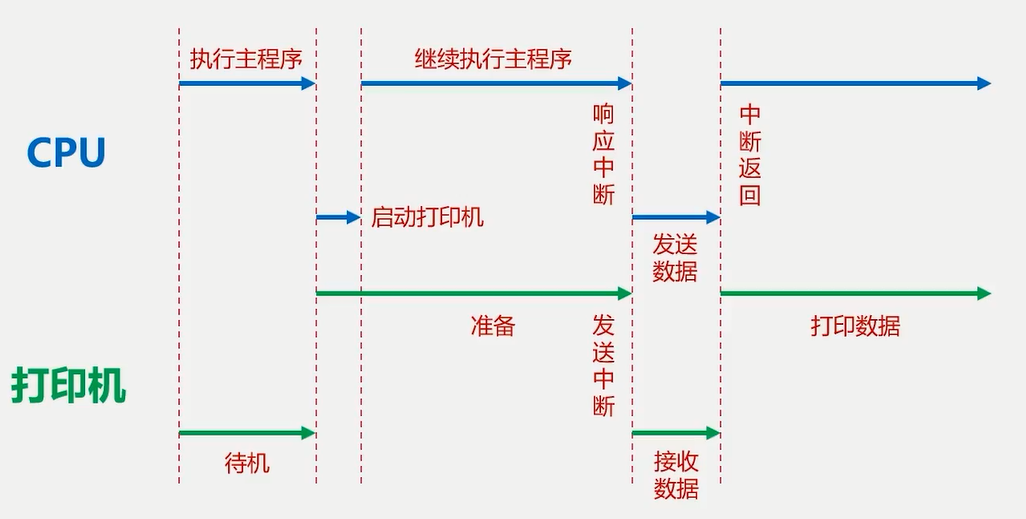 执行主程序
继续执行主程序
CPU
响应中断
中断返回
启动打印机
发送
数据
准备
发送中断
打印数据
打印机
待机
接收
数据